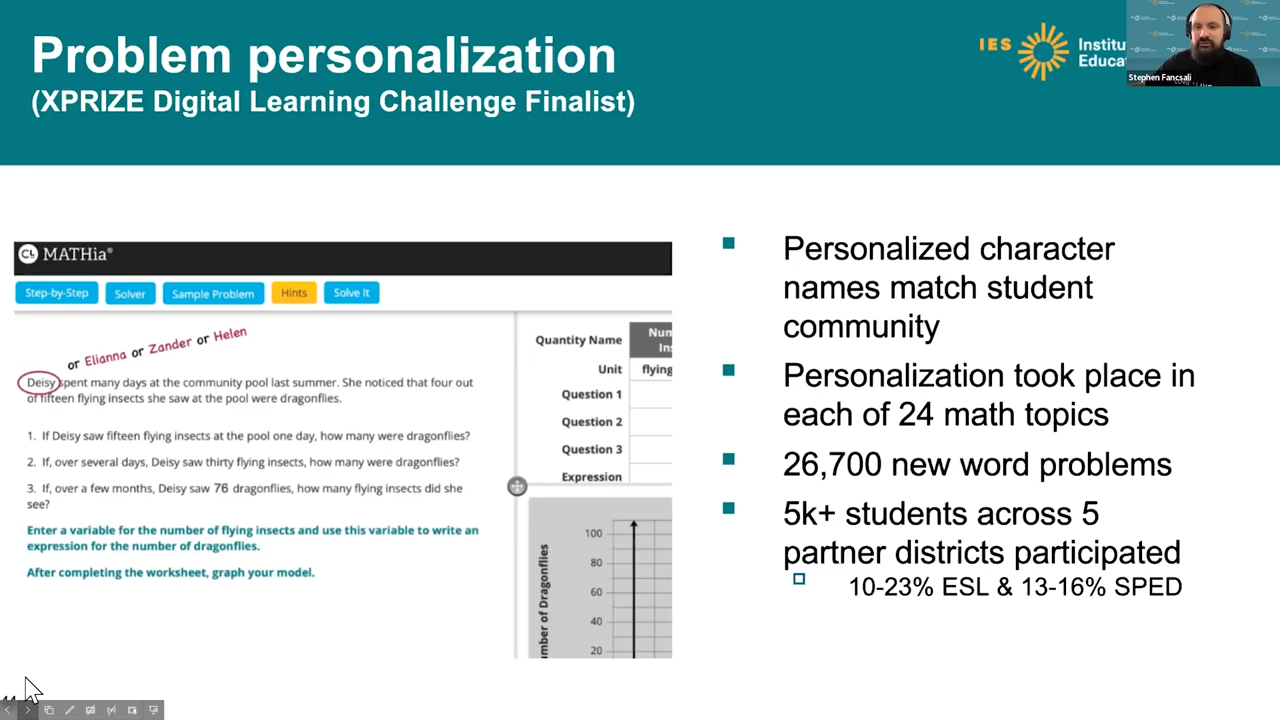 Problem personalization
(XPRIZE Digital Learning Challenge Finalist)
IES
Institu
Educa
Stephen Fancsali
CL MATHia®
Step-by-Step
Solver
Sample Problem
Hints
Solve It
or Elianna or Zander or Helen
Deisy spent many days at the community pool last summer. She noticed that four out
of fifteen flying insects she saw at the pool were dragonflies.
1. If Deisy saw fifteen flying insects at the pool one day, how many were dragonflies?
2. If, over several days, Deisy saw thirty flying insects, how many were dragonflies?
3. If, over a few months, Deisy saw 76 dragonflies, how many flying insects did she
see?
Enter a variable for the number of flying insects and use this variable to write an
expression for the number of dragonflies.
After completing the worksheet, graph your model.
Quantity Name
Num
Ins
Unit
flying
Question 1
Question 2
Question 3
Expression
mber of Dragonflies
100
80
60
40
20
Personalized character
names match student
community
Personalization took place in
each of 24 math topics
26,700 new word problems
5k+ students across 5
partner districts participated
10-23% ESL & 13-16% SPED